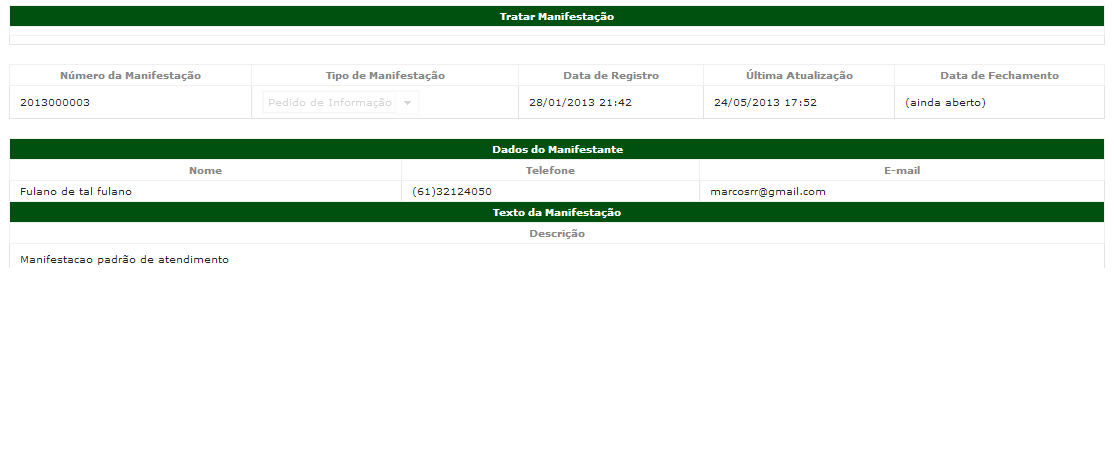 Tratar Manifestação
Número da Manifestação Tipo de Manifestação Data de Registro Última Atualização Data de Fechamento
2013000003 Pedido de Informação 28/01/2013 21:42 24/05/2013 17:52 (ainda aberto)
Dados do Manifestante
Nome Telefone E-mail
Fulano de tal fulano (61)32124050 marcosrr@gmail.com
Texto da Manifestação
Descrição
Manifestacao padrão de atendimento